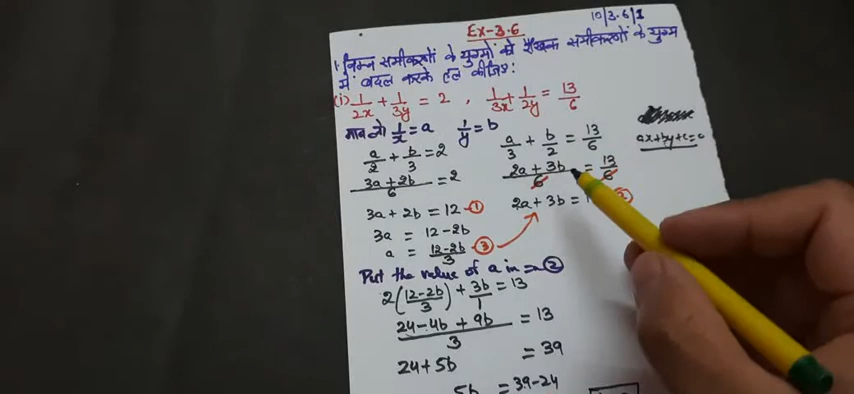 Ex-3.6
10/3.6/1
1. निम्न समीकरणों के युग्मों को रैखिक समीकरणों के युग्म
में बदल करके हल कीजिए:
(i) 1/2x + 1/3y = 2 , 1/3x + 1/2y = 13/6
मान लो 1/x = a 1/y = b
a/2 + b/3 = 2
3a+2b/6 = 2
3a + 2b = 12 -①
3a = 12-2b
a = 12-2b/3 -③
a/3 + b/2 = 13/6
2a + 3b/6 = 13/6
2a + 3b =
ax+by+c=0
Put the value of a in = ②
2(12-2b/3) + 3b/1 = 13
24-4b + 9b/3 = 13
24+5b = 39
5b = 39-24